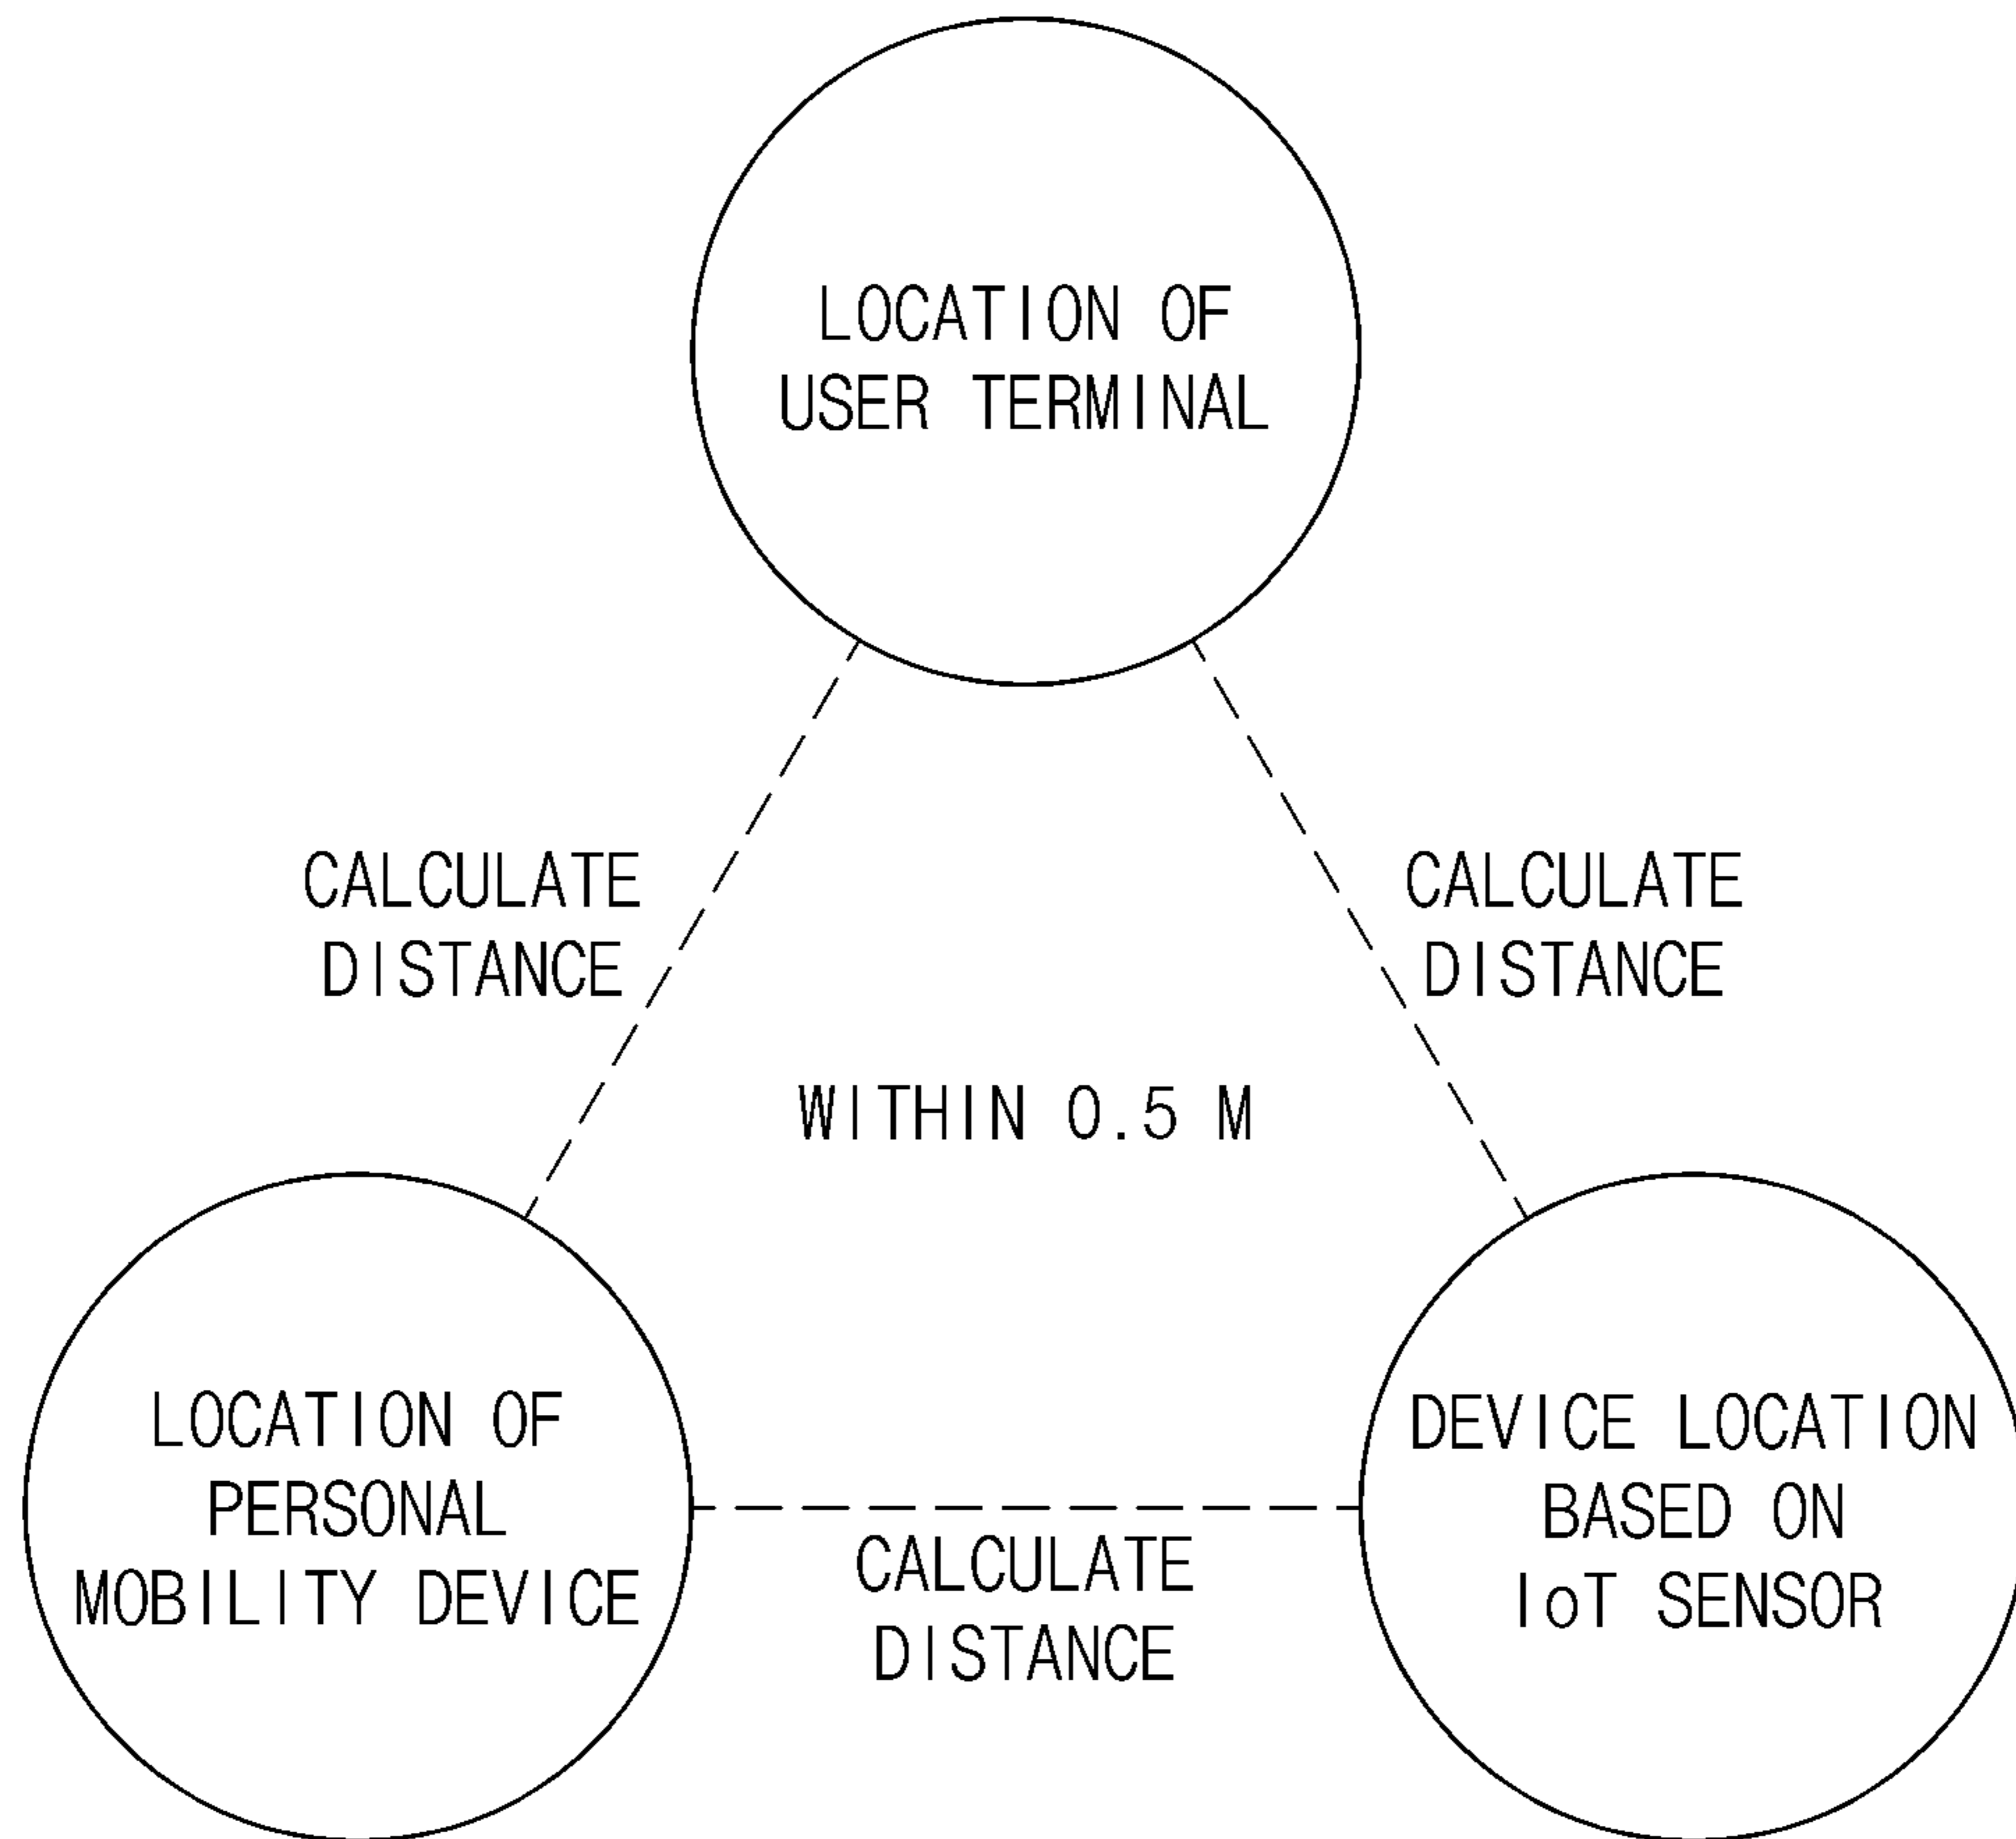 LOCATION OF
USER TERMINAL
CALCULATE
DISTANCE
CALCULATE
DISTANCE
WITHIN 0.5 M
LOCATION OF
PERSONAL
MOBILITY DEVICE
DEVICE LOCATION
BASED ON
IoT SENSOR
CALCULATE
DISTANCE